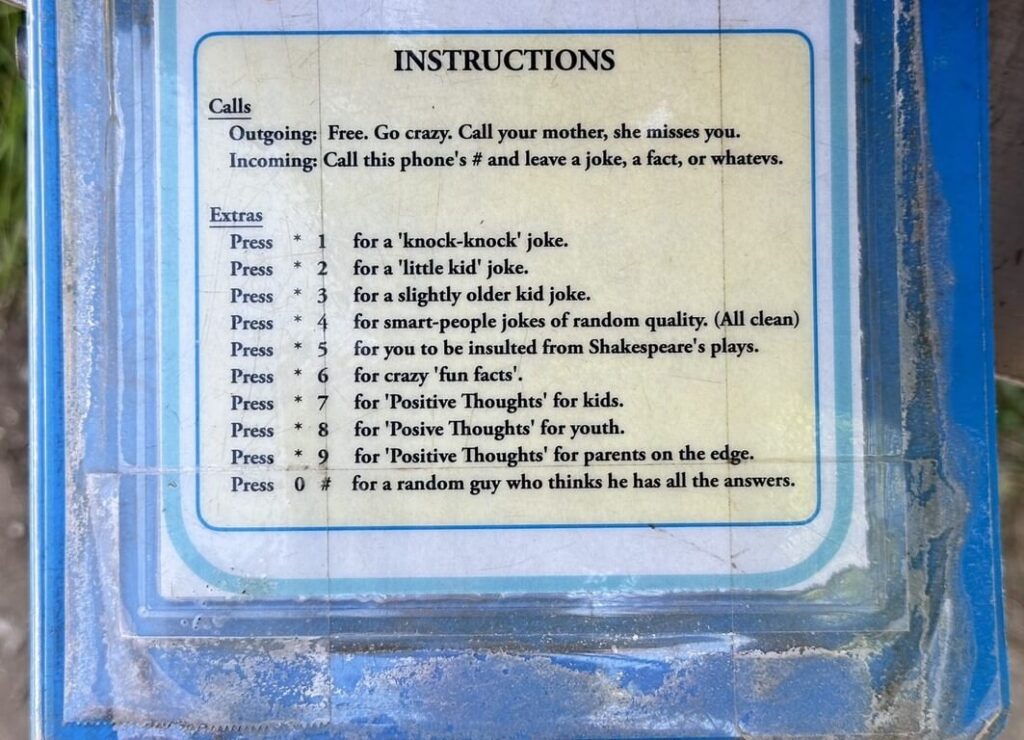 INSTRUCTIONS
Calls
Outgoing: Free. Go crazy. Call your mother, she misses you.
Incoming: Call this phone's # and leave a joke, a fact, or whatevs.
Extras
Press * 1 for a 'knock-knock' joke.
Press * 2 for a 'little kid' joke.
Press * 3 for a slightly older kid joke.
Press * 4 for smart-people jokes of random quality. (All clean)
Press * 5 for you to be insulted from Shakespeare's plays.
Press * 6 for crazy 'fun facts'.
Press * 7 for 'Positive Thoughts' for kids.
Press * 8 for 'Posive Thoughts' for youth.
Press * 9 for 'Positive Thoughts' for parents on the edge.
Press 0 # for a random guy who thinks he has all the answers.